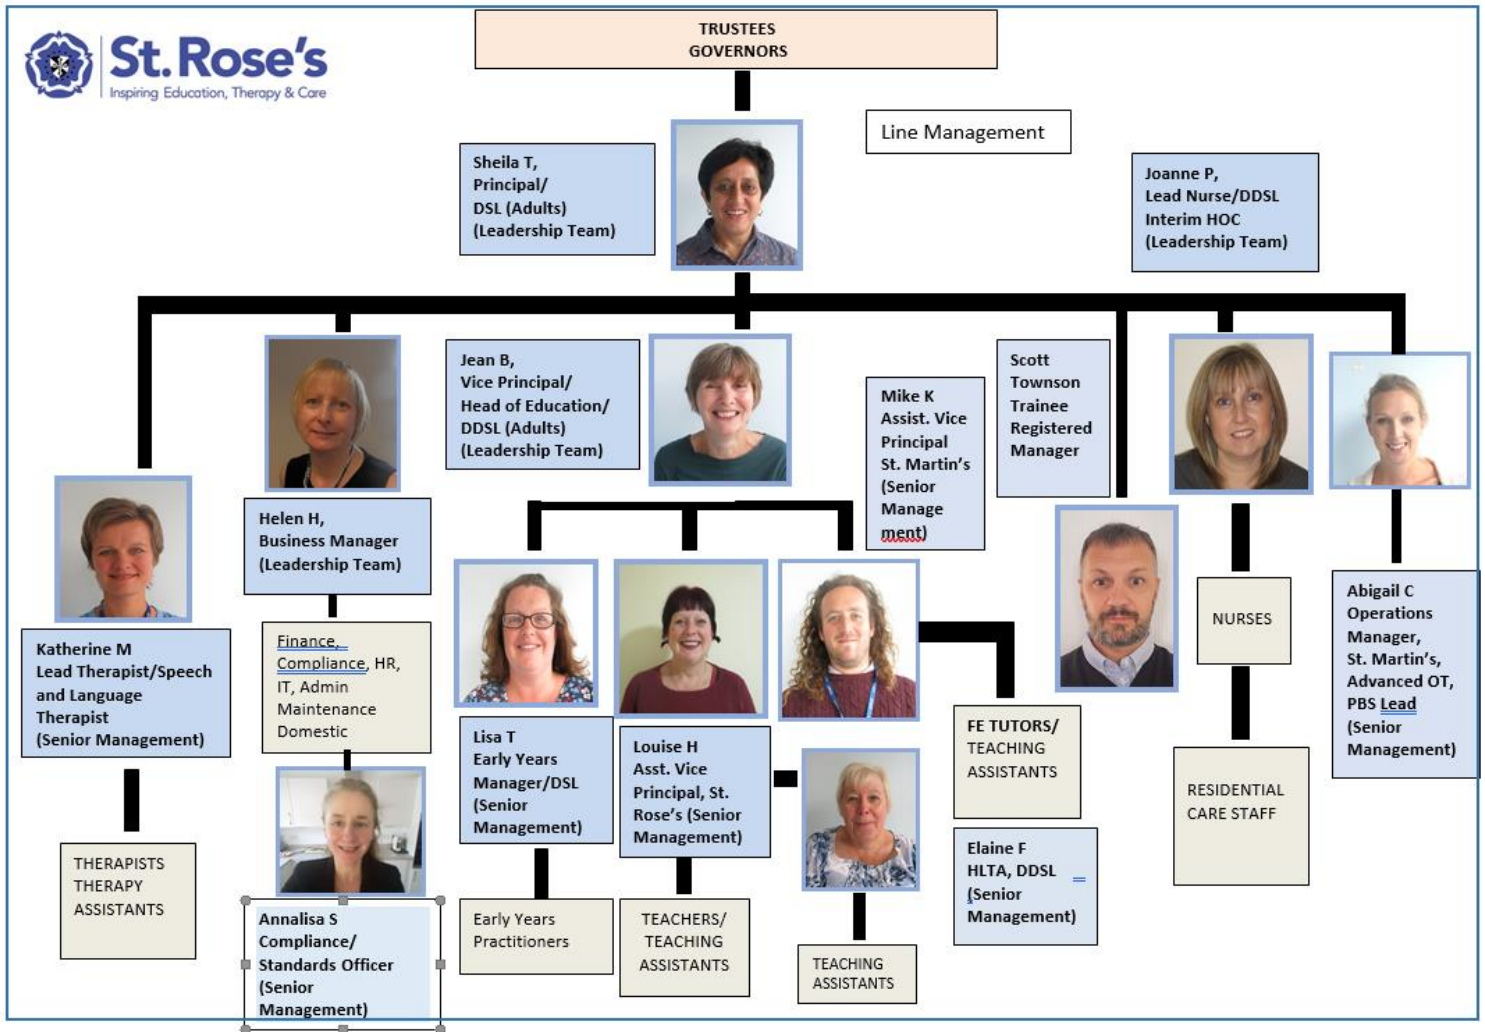 TRUSTEES
GOVERNORS
St. Rose's
Inspiring Education, Therapy & Care
Line Management
Sheila T,
Principal/
DSL (Adults)
(Leadership Team)
Joanne P,
Lead Nurse/DDSL
Interim HOC
(Leadership Team)
Jean B,
Vice Principal/
Head of Education/
DDSL (Adults)
(Leadership Team)
Mike K
Assist. Vice
Principal
St. Martin's
(Senior
Manage
ment)
Scott
Townson
Trainee
Registered
Manager
Helen H,
Business Manager
(Leadership Team)
Finance,
Compliance, HR,
IT, Admin
Maintenance
Domestic
Katherine M
Lead Therapist/Speech
and Language
Therapist
(Senior Management)
THERAPISTS
THERAPY
ASSISTANTS
Annalisa S
Compliance/
Standards Officer
(Senior
Management)
Lisa T
Early Years
Manager/DSL
(Senior
Management)
Early Years
Practitioners
Louise H
Asst. Vice
Principal, St.
Rose's (Senior
Management)
TEACHERS/
TEACHING
ASSISTANTS
TEACHING
ASSISTANTS
FE TUTORS/
TEACHING
ASSISTANTS
Elaine F
HLTA, DDSL
(Senior
Management)
NURSES
RESIDENTIAL
CARE STAFF
Abigail C
Operations
Manager,
St. Martin's,
Advanced OT,
PBS Lead
(Senior
Management)